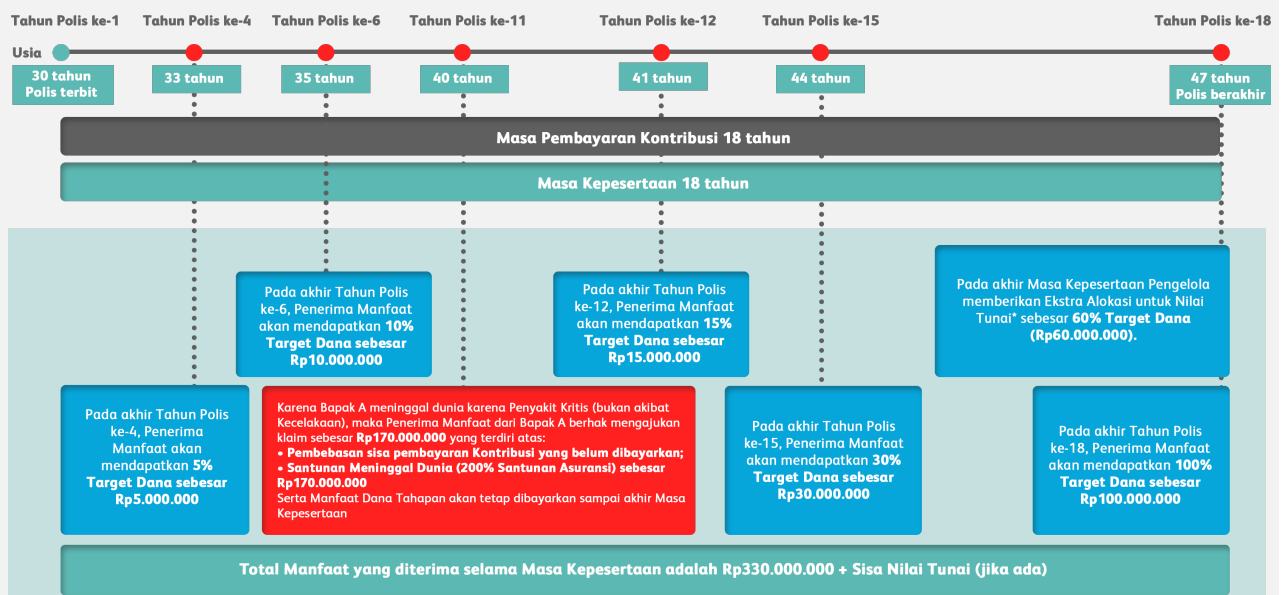 Tahun Polis ke-1
Tahun Polis ke-4
Tahun Polis ke-6
Tahun Polis ke-11
Tahun Polis ke-12
Tahun Polis ke-15
Tahun Polis ke-18
Usia
30 tahun
Polis terbit
33 tahun
35 tahun
40 tahun
41 tahun
44 tahun
47 tahun
Polis berakhir
Masa Pembayaran Kontribusi 18 tahun
Masa Kepesertaan 18 tahun
Pada akhir Tahun Polis
ke-6, Penerima Manfaat
akan mendapatkan 10%
Target Dana sebesar
Rp10.000.000
Pada akhir Tahun Polis
ke-12, Penerima Manfaat
akan mendapatkan 15%
Target Dana sebesar
Rp15.000.000
Pada akhir Masa Kepesertaan Pengelola
memberikan Ekstra Alokasi untuk Nilai
Tunai* sebesar 60% Target Dana
(Rp60.000.000).
Pada akhir Tahun Polis
ke-4, Penerima
Manfaat akan
mendapatkan 5%
Target Dana sebesar
Rp5.000.000
Karena Bapak A meninggal dunia karena Penyakit Kritis (bukan akibat
Kecelakaan), maka Penerima Manfaat dari Bapak A berhak mengajukan
klaim sebesar Rp170.000.000 yang terdiri atas:
• Pembebasan sisa pembayaran Kontribusi yang belum dibayarkan;
• Santunan Meninggal Dunia (200% Santunan Asuransi) sebesar
Rp170.000.000
Serta Manfaat Dana Tahapan akan tetap dibayarkan sampai akhir Masa
Kepesertaan
Pada akhir Tahun Polis
ke-15, Penerima Manfaat
akan mendapatkan 30%
Target Dana sebesar
Rp30.000.000
Pada akhir Tahun Polis
ke-18, Penerima Manfaat
akan mendapatkan 100%
Target Dana sebesar
Rp100.000.000
Total Manfaat yang diterima selama Masa Kepesertaan adalah Rp330.000.000 + Sisa Nilai Tunai (jika ada)